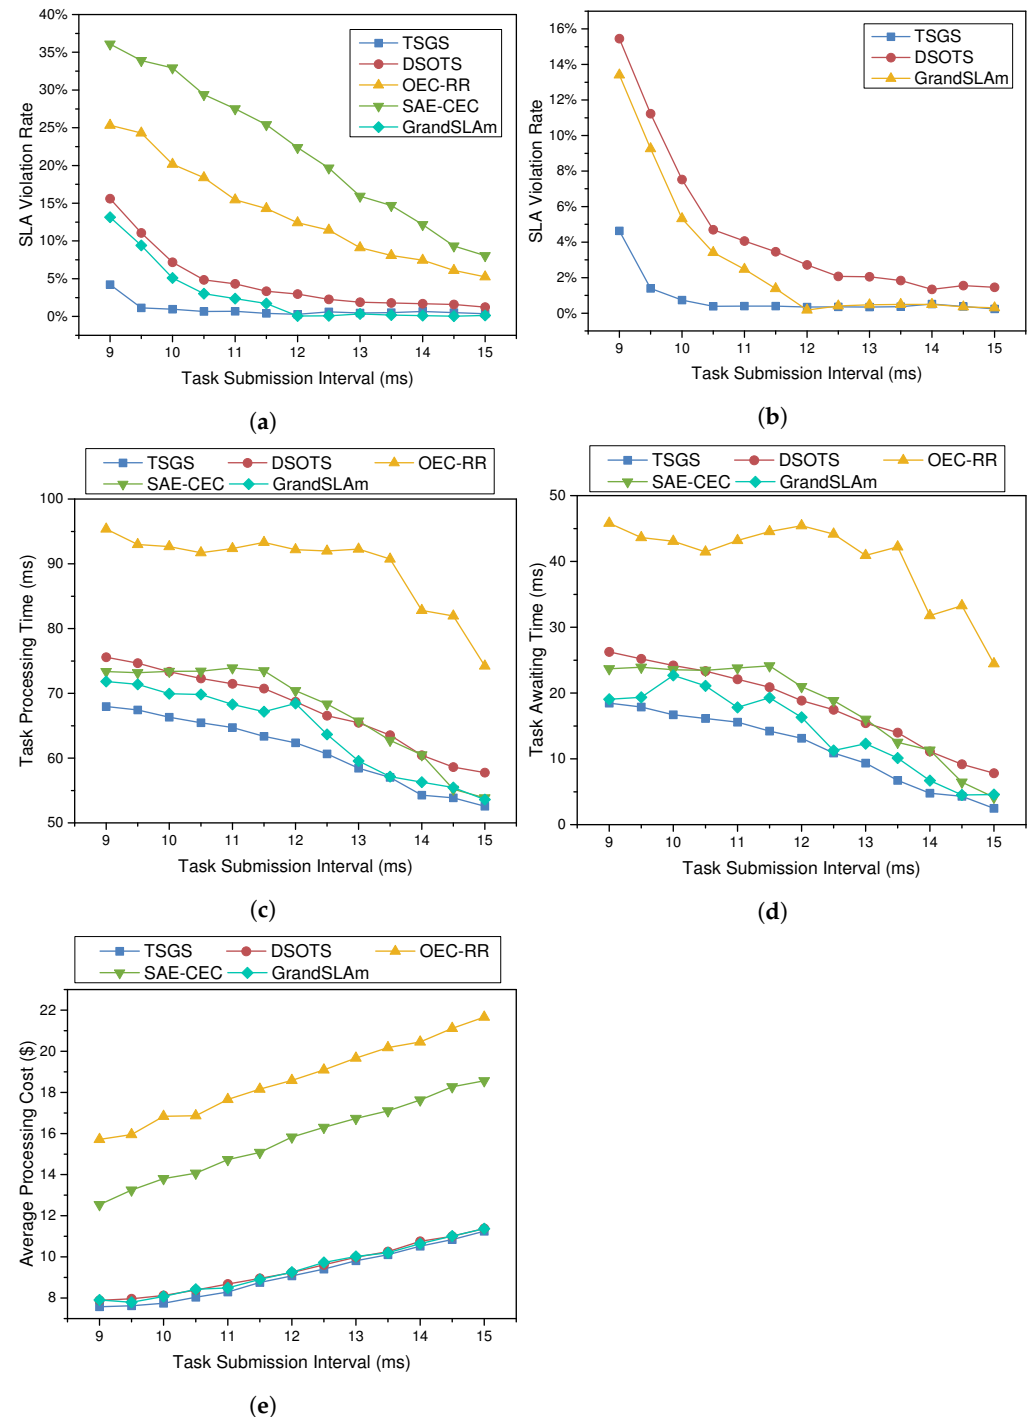 40%
35%
30%
25%
20%
15%
10%
5%
0%
SLA Violation Rate
TSGS
DSOTS
OEC-RR
SAE-CEC
GrandSLAm
9 10 11 12 13 14 15
Task Submission Interval (ms)
(a)
16%
14%
12%
10%
8%
6%
4%
2%
0%
SLA Violation Rate
TSGS
DSOTS
GrandSLAm
9 10 11 12 13 14 15
Task Submission Interval (ms)
(b)
TSGS DSOTS OEC-RR
SAE-CEC GrandSLAm
100
90
80
70
60
50
Task Processing Time (ms)
9 10 11 12 13 14 15
Task Submission Interval (ms)
(c)
TSGS DSOTS OEC-RR
SAE-CEC GrandSLAm
50
40
30
20
10
0
Task Awaiting Time (ms)
9 10 11 12 13 14 15
Task Submission Interval (ms)
(d)
TSGS DSOTS OEC-RR
SAE-CEC GrandSLAm
22
20
18
16
14
12
10
8
Average Processing Cost ($)
9 10 11 12 13 14 15
Task Submission Interval (ms)
(e)